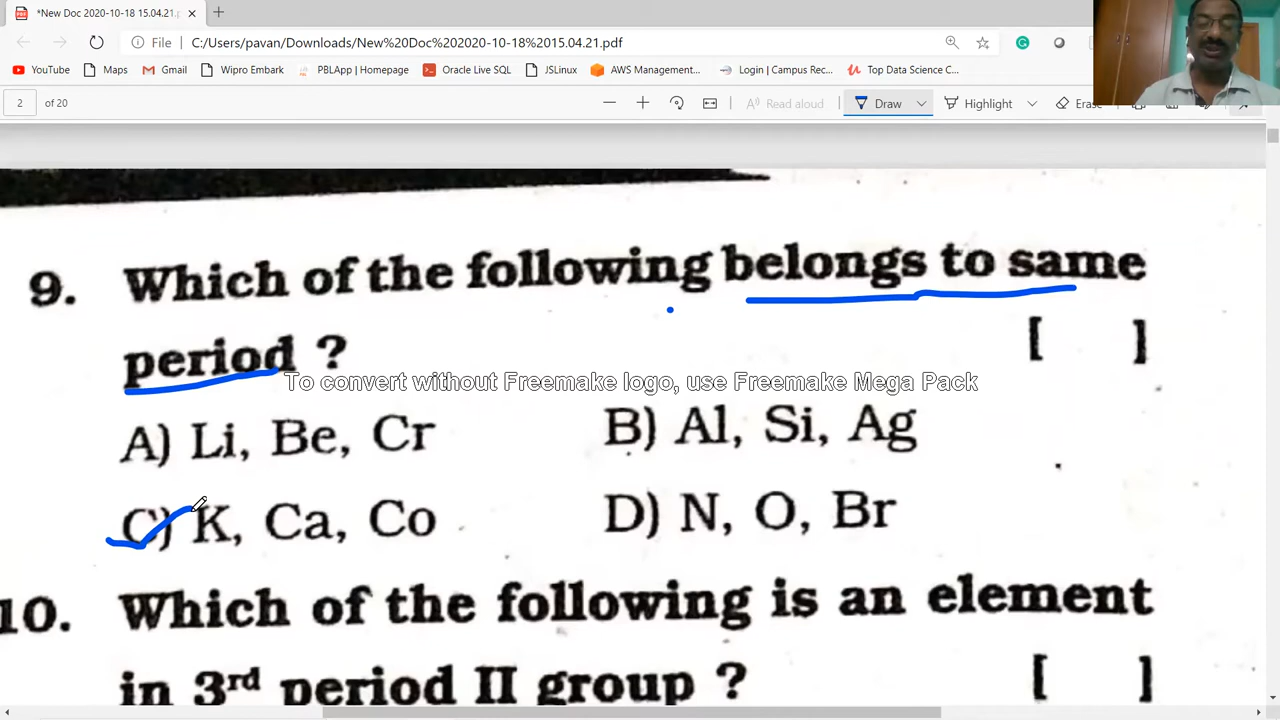 *New Doc 2020-10-18 15.04.21.p
File C:/Users/pavan/Downloads/New%20Doc%202020-10-18%2015.04.21.pdf
YouTube Maps Gmail Wipro Embark PBLApp | Homepage Oracle Live SQL JSLinux AWS Management... Login | Campus Rec... Top Data Science C...
2 of 20 Read aloud Draw Highlight Erase
9. Which of the following belongs to same
period ? [ ]
To convert without Freemake logo, use Freemake Mega Pack
A) Li, Be, Cr B) Al, Si, Ag
C) K, Ca, Co D) N, O, Br
10. Which of the following is an element
in 3rd period II group ? [ ]